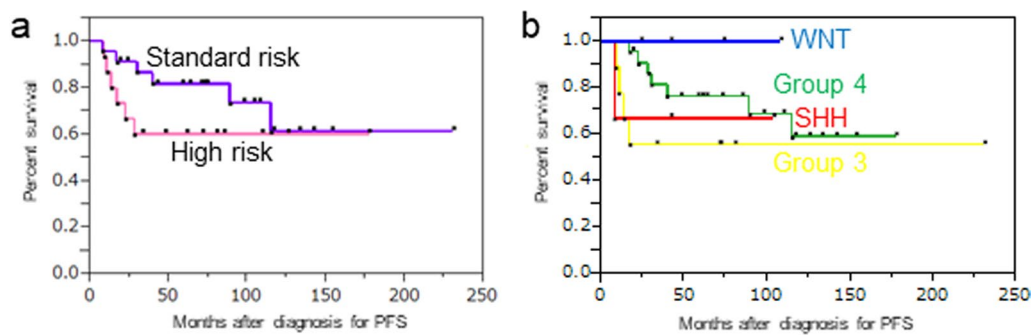 a
1.0
0.8
0.6
0.4
0.2
0.0
Percent survival
Standard risk
High risk
0 50 100 150 200 250
Months after diagnosis for PFS
b
1.0
0.8
0.6
0.4
0.2
0.0
Percent survival
WNT
Group 4
SHH
Group 3
0 50 100 150 200 250
Months after diagnosis for PFS